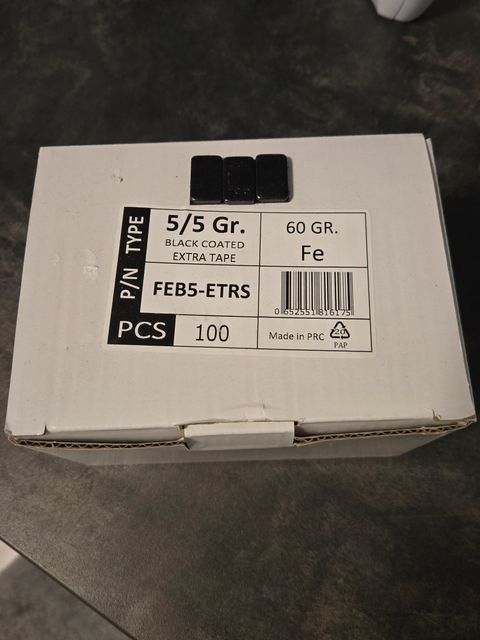 P/N TYPE
5/5 Gr.
BLACK COATED
EXTRA TAPE
60 GR.
Fe
FEB5-ETRS
0 652551 816175
PCS
100
Made in PRC
20
PAP